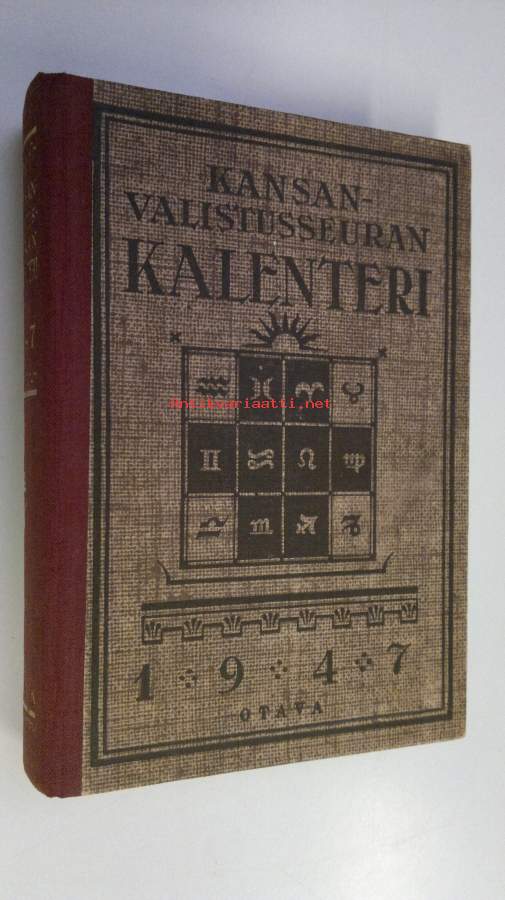 KANSAN-
VALISTUSSEURAN
KALENTERI
Antikvariaatti.net
1 9 4 7
OTAVA